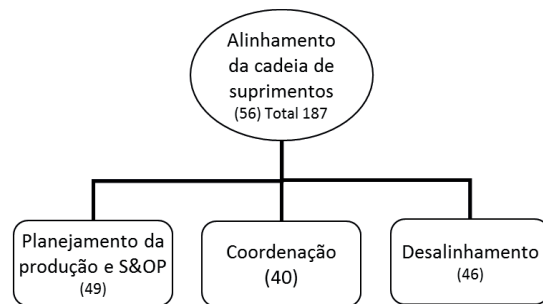 Alinhamento
da cadeia de
suprimentos
(56) Total 187
Planejamento da
produção e S&OP
(49)
Coordenação
(40)
Desalinhamento
(46)